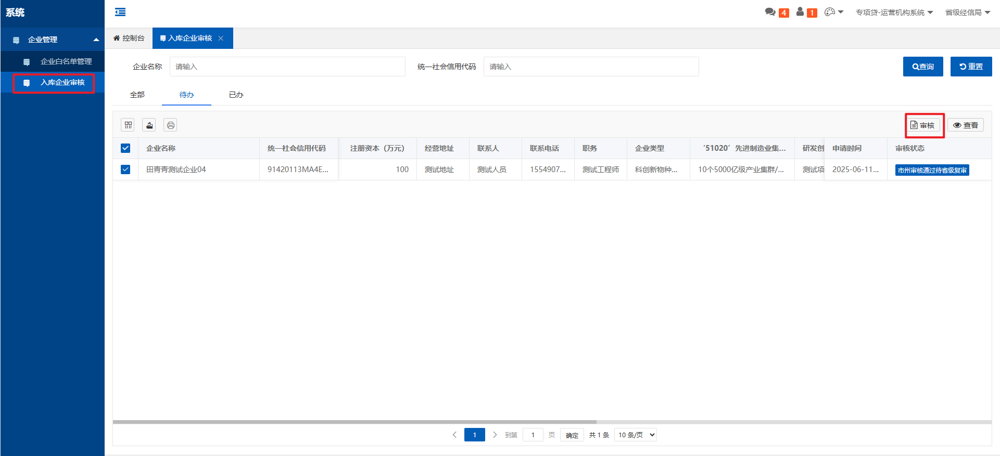 系统
4
1
专项贷-运营机构系统
省级经信局
企业管理
企业白名单管理
入库企业审核
控制台
入库企业审核
企业名称
请输入
统一社会信用代码
请输入
查询
重置
全部
待办
已办
审核
查看
企业名称
统一社会信用代码
注册资本（万元）
经营地址
联系人
联系电话
职务
企业类型
‘51020’先进制造业集...
研发创
申请时间
审核状态
田青青测试企业04
91420113MA4E...
100
测试地址
测试人员
1554907...
测试工程师
科创新物种...
10个5000亿级产业集群/...
测试项
2025-06-11...
市州审核通过待省级复审
1
到第
1
页
确定
共 1 条
10 条/页